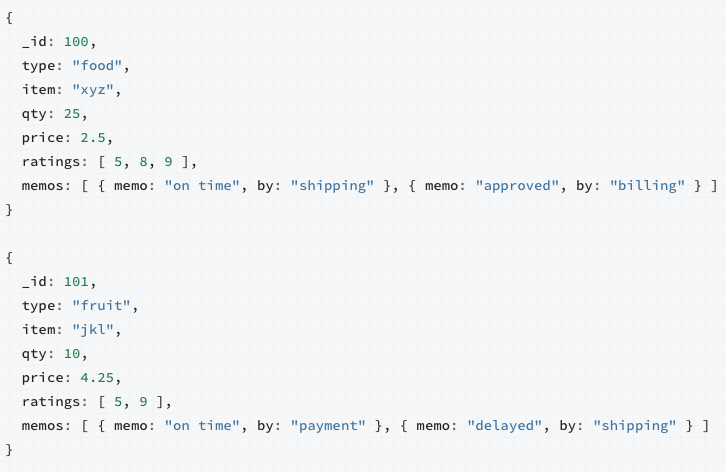 {
  _id: 100,
  type: "food",
  item: "xyz",
  qty: 25,
  price: 2.5,
  ratings: [ 5, 8, 9 ],
  memos: [ { memo: "on time", by: "shipping" }, { memo: "approved", by: "billing" } ]
}

{
  _id: 101,
  type: "fruit",
  item: "jkl",
  qty: 10,
  price: 4.25,
  ratings: [ 5, 9 ],
  memos: [ { memo: "on time", by: "payment" }, { memo: "delayed", by: "shipping" } ]
}